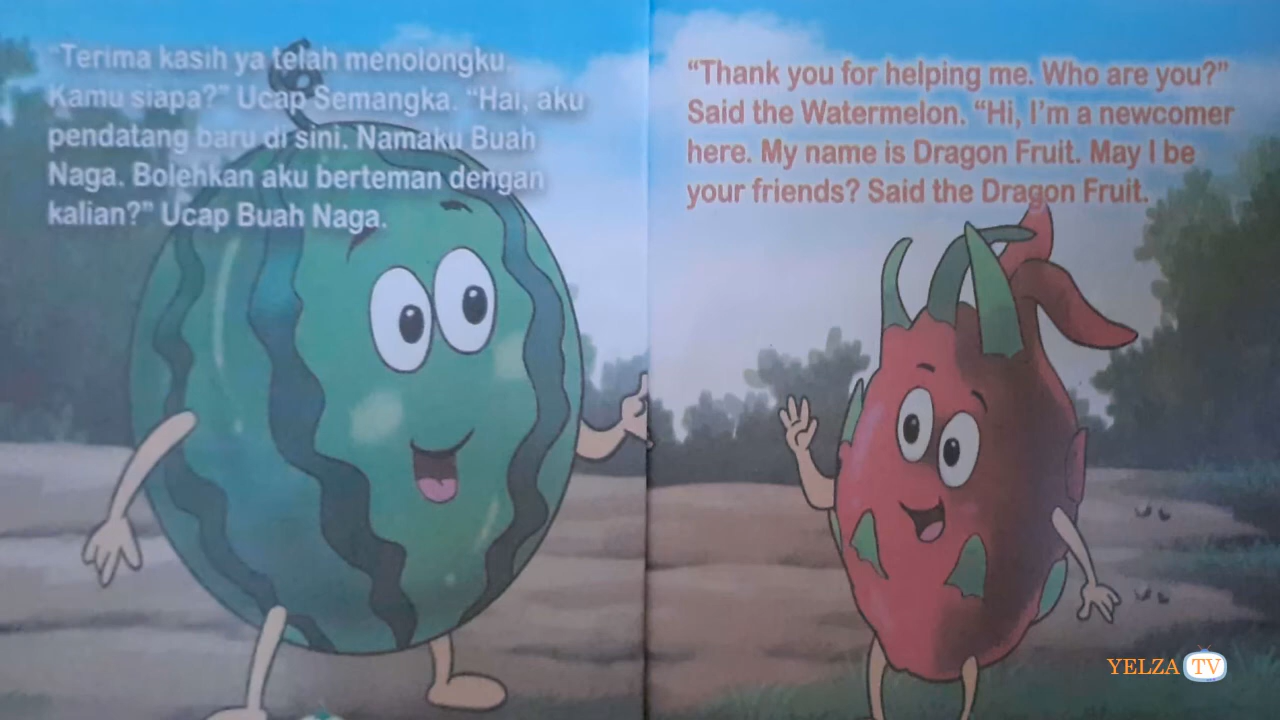 “Terima kasih ya telah menolongku.
Kamu siapa?” Ucap Semangka. “Hai, aku
pendatang baru di sini. Namaku Buah
Naga. Bolehkan aku berteman dengan
kalian?” Ucap Buah Naga.
“Thank you for helping me. Who are you?”
Said the Watermelon. “Hi, I’m a newcomer
here. My name is Dragon Fruit. May I be
your friends? Said the Dragon Fruit.
YELZA TV